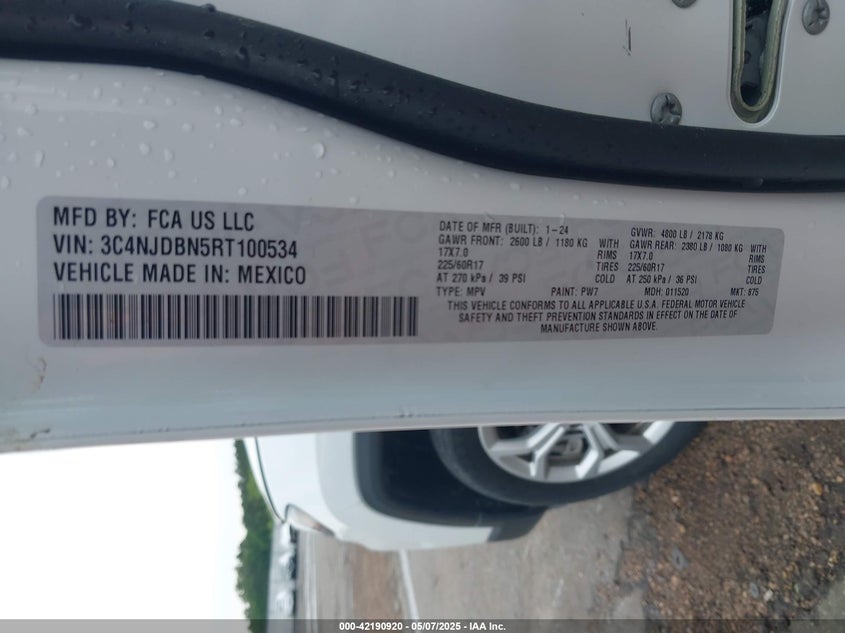 MFD BY: FCA US LLC
VIN: 3C4NJDBN5RT100534
VEHICLE MADE IN: MEXICO
DATE OF MFR (BUILT): 1-24
GAWR FRONT: 2600 LB / 1180 KG WITH
17X7.0 RIMS
225/60R17 TIRES
AT 270 kPa / 39 PSI COLD
TYPE: MPV PAINT: PW7
GVWR: 4800 LB / 2178 KG
GAWR REAR: 2380 LB / 1080 KG WITH
17X7.0 RIMS
225/60R17 TIRES
AT 250 kPa / 36 PSI COLD
MDH: 011520 MKT: 875
THIS VEHICLE CONFORMS TO ALL APPLICABLE U.S.A. FEDERAL MOTOR VEHICLE
SAFETY AND THEFT PREVENTION STANDARDS IN EFFECT ON THE DATE OF
MANUFACTURE SHOWN ABOVE.
000-42190920 - 05/07/2025 - IAA Inc.